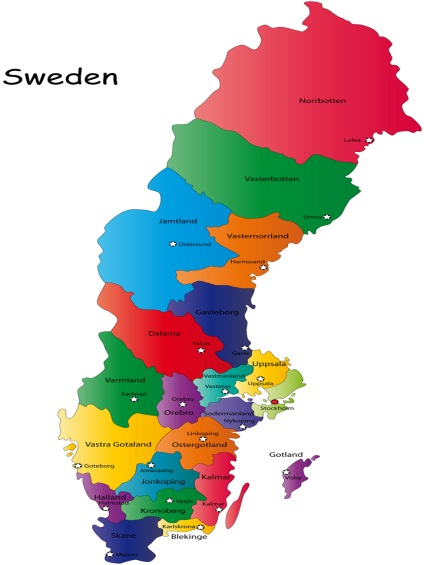 Sweden
Norrbotten
Lulea
Vasterbotten
Umea
Jamtland
Ostersund
Vasternorrland
Harnosand
Gavleborg
Gavle
Dalarna
Falun
Varmland
Karlstad
Orebro
Orebro
Vastmanland
Vasteras
Uppsala
Uppsala
Stockholm
Sodermanland
Nykoping
Vastra Gotaland
Goteborg
Linkoping
Ostergotland
Jonkoping
Jonkoping
Kalmar
Kalmar
Gotland
Visby
Halland
Halmstad
Vaxjo
Kronoberg
Karlskrona
Blekinge
Skane
Malmo